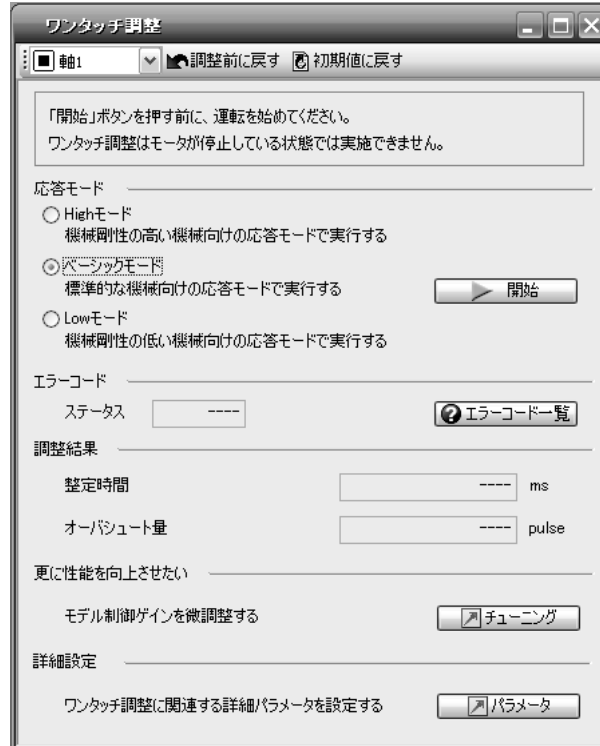 ワンタッチ調整
軸1 調整前に戻す 初期値に戻す
「開始」ボタンを押す前に、運転を始めてください。
ワンタッチ調整はモータが停止している状態では実施できません。
応答モード
Highモード
機械剛性の高い機械向けの応答モードで実行する
ベーシックモード
標準的な機械向けの応答モードで実行する 開始
Lowモード
機械剛性の低い機械向けの応答モードで実行する
エラーコード
ステータス ---- エラーコード一覧
調整結果
整定時間 ---- ms
オーバシュート量 ---- pulse
更に性能を向上させたい
モデル制御ゲインを微調整する チューニング
詳細設定
ワンタッチ調整に関連する詳細パラメータを設定する パラメータ